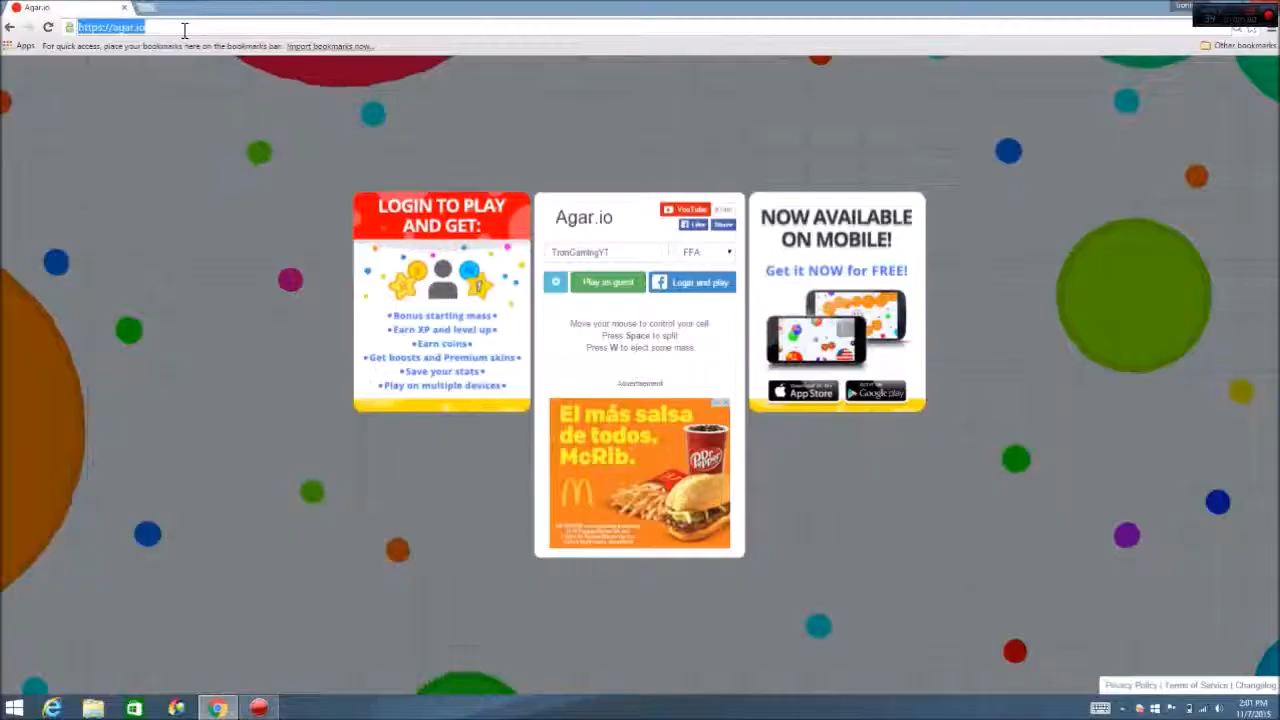 Agar.io
https://agar.io
Apps For quick access, place your bookmarks here on the bookmarks bar. Import bookmarks now... Other bookmarks
LOGIN TO PLAY
AND GET:
•Bonus starting mass•
•Earn XP and level up•
•Earn coins•
•Get boosts and Premium skins•
•Save your stats•
•Play on multiple devices•
Agar.io
YouTube
Like Share
TronGamingYT FFA
Play as guest Login and play
Move your mouse to control your cell
Press Space to split
Press W to eject some mass
Advertisement
El más salsa
de todos.
McRib.
Dr Pepper
NOW AVAILABLE
ON MOBILE!
Get it NOW for FREE!
App Store Google play
Privacy Policy | Terms of Service | Changelog
2:01 PM
11/7/2015